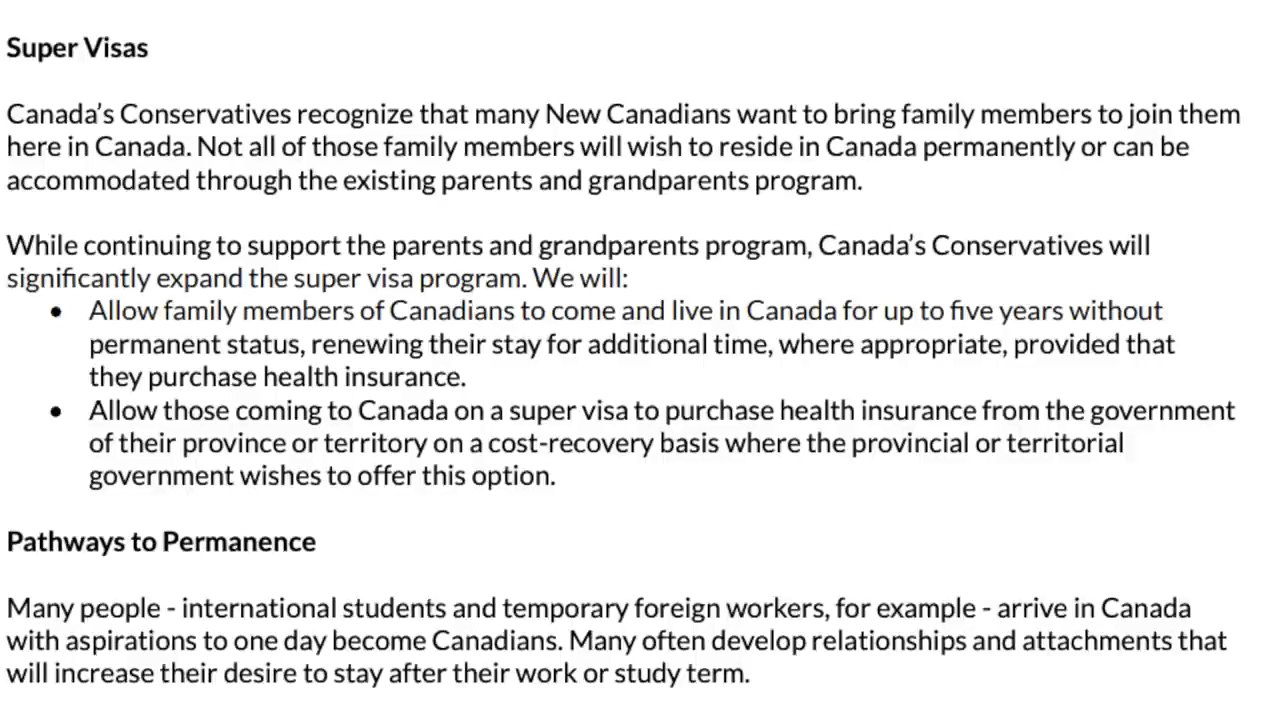 Super Visas
Canada’s Conservatives recognize that many New Canadians want to bring family members to join them
here in Canada. Not all of those family members will wish to reside in Canada permanently or can be
accommodated through the existing parents and grandparents program.
While continuing to support the parents and grandparents program, Canada’s Conservatives will
significantly expand the super visa program. We will:
• Allow family members of Canadians to come and live in Canada for up to five years without
permanent status, renewing their stay for additional time, where appropriate, provided that
they purchase health insurance.
• Allow those coming to Canada on a super visa to purchase health insurance from the government
of their province or territory on a cost-recovery basis where the provincial or territorial
government wishes to offer this option.
Pathways to Permanence
Many people - international students and temporary foreign workers, for example - arrive in Canada
with aspirations to one day become Canadians. Many often develop relationships and attachments that
will increase their desire to stay after their work or study term.